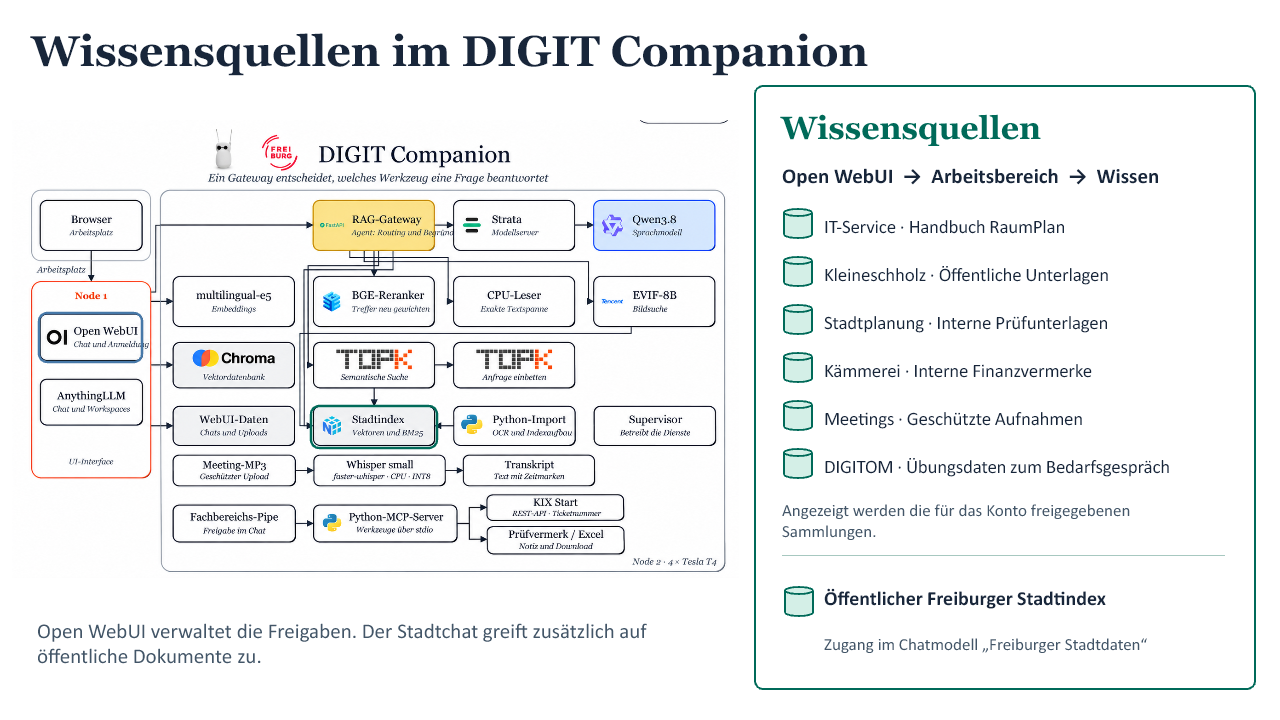 Wissensquellen im DIGIT Companion
FREI
BURG
DIGIT Companion
Ein Gateway entscheidet, welches Werkzeug eine Frage beantwortet
Browser
Arbeitsplatz
Arbeitsplatz
FastAPI
RAG-Gateway
Agent: Routing und Begründ
Strata
Modellserver
Qwen3.8
Sprachmodell
Node 1
Open WebUI
Chat und Anmeldung
AnythingLLM
Chat und Workspaces
UI-Interface
multilingual-e5
Embeddings
BGE-Reranker
Treffer neu gewichten
CPU-Leser
Exakte Textspanne
Tencent
EVIF-8B
Bildsuche
Chroma
Vektordatenbank
TOPK
Semantische Suche
TOPK
Anfrage einbetten
WebUI-Daten
Chats und Uploads
Stadtindex
Vektoren und BM25
Python-Import
OCR und Indexaufbau
Supervisor
Betreibt die Dienste
Meeting-MP3
Geschützter Upload
Whisper small
faster-whisper · CPU · INT8
Transkript
Text mit Zeitmarken
Fachbereichs-Pipe
Freigabe im Chat
Python-MCP-Server
Werkzeuge über stdio
KIX Start
REST-API · Ticketnummer
Prüfvermerk / Excel
Notiz und Download
Node 2 · 4× Tesla T4
Open WebUI verwaltet die Freigaben. Der Stadtchat greift zusätzlich auf
öffentliche Dokumente zu.
Wissensquellen
Open WebUI → Arbeitsbereich → Wissen
IT-Service · Handbuch RaumPlan
Kleineschholz · Öffentliche Unterlagen
Stadtplanung · Interne Prüfunterlagen
Kämmerei · Interne Finanzvermerke
Meetings · Geschützte Aufnahmen
DIGITOM · Übungsdaten zum Bedarfsgespräch
Angezeigt werden die für das Konto freigegebenen
Sammlungen.
Öffentlicher Freiburger Stadtindex
Zugang im Chatmodell „Freiburger Stadtdaten“